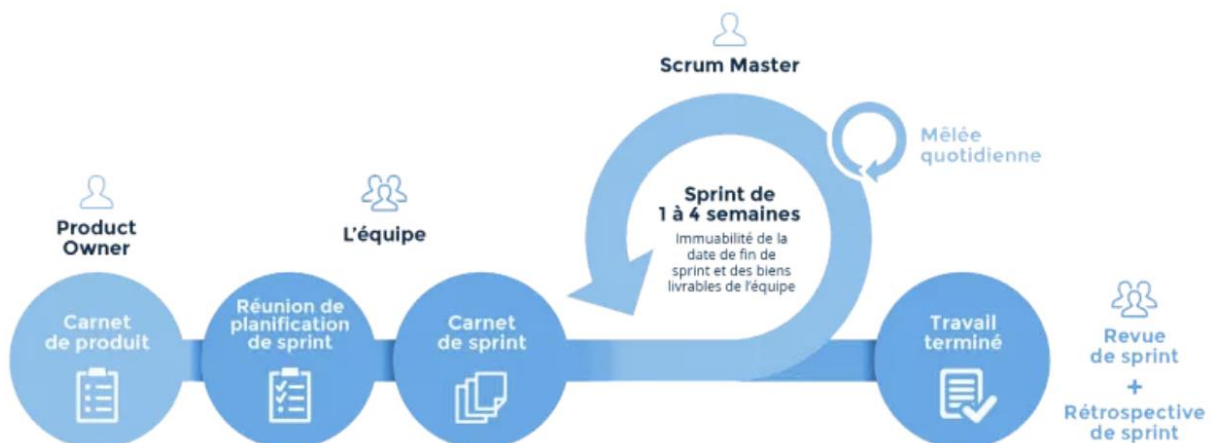 Scrum Master
Mêlée
quotidienne
Sprint de
1 à 4 semaines
Immuabilité de la
date de fin de
sprint et des biens
livrables de l'équipe
Product
Owner
L'équipe
Carnet
de produit
Réunion de
planification
de sprint
Carnet
de sprint
Travail
terminé
Revue
de sprint
+
Rétrospective
de sprint